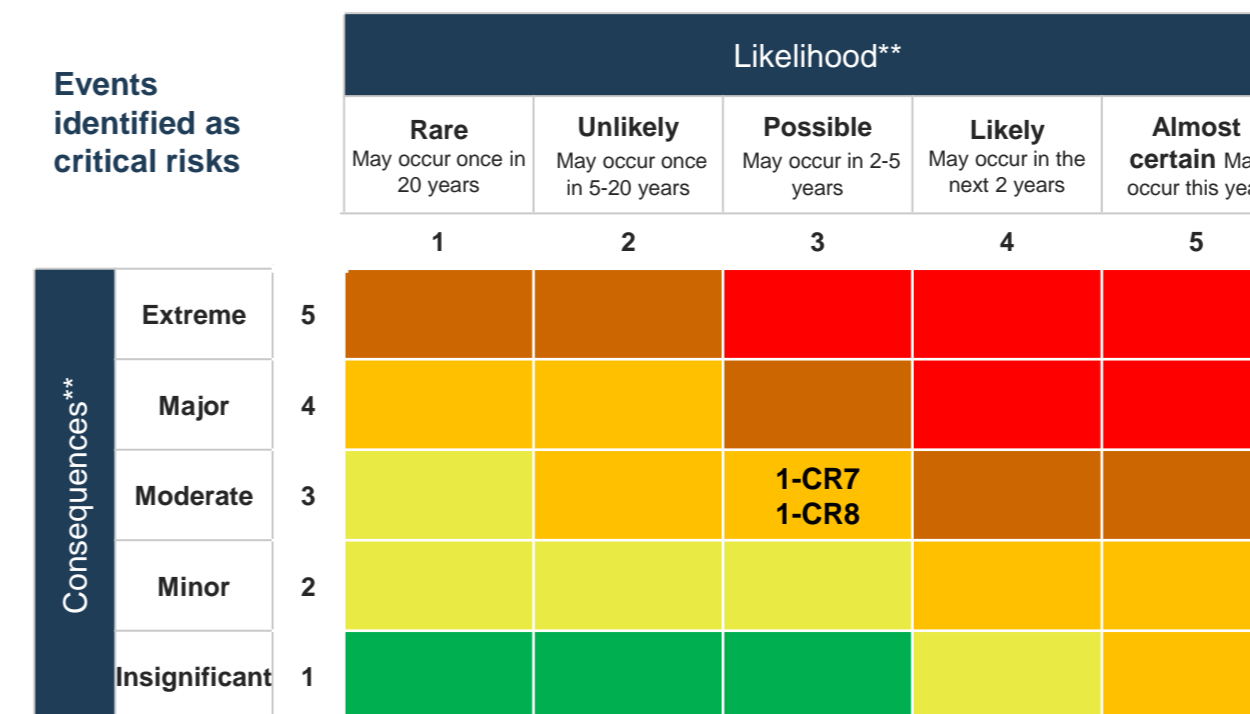 Likelihood**
Events
identified as
critical risks
Rare
May occur once in
20 years
Unlikely
May occur once
in 5-20 years
Possible
May occur in 2-5
years
Likely
May occur in the
next 2 years
Almost
certain
occur this
1 2 3 4 5
Consequences**
Extreme 5
Major 4
Moderate 3
1-CR7
1-CR8
Minor 2
Insignificant 1